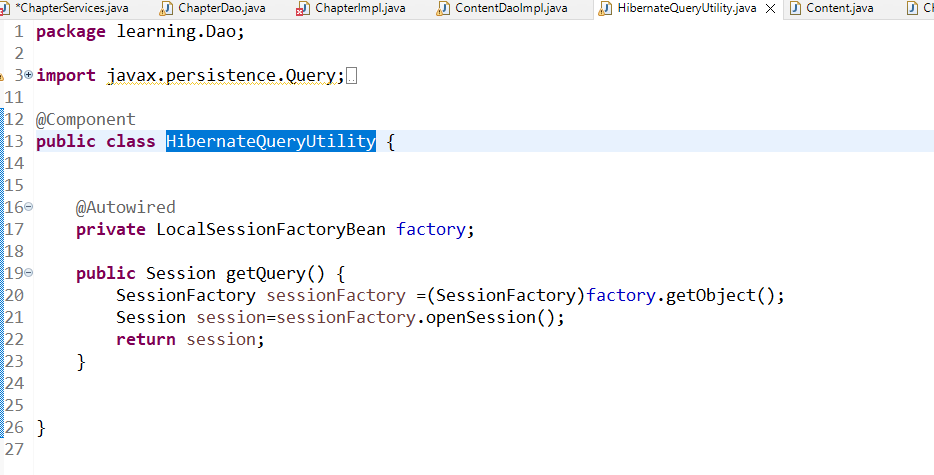 *ChapterServices.java ChapterDao.java ChapterImpl.java ContentDaoImpl.java HibernateQueryUtility.java Content.java Ch
1 package learning.Dao;
2
3 import javax.persistence.Query;
11
12 @Component
13 public class HibernateQueryUtility {
14
15
16 @Autowired
17 private LocalSessionFactoryBean factory;
18
19 public Session getQuery() {
20 SessionFactory sessionFactory =(SessionFactory)factory.getObject();
21 Session session=sessionFactory.openSession();
22 return session;
23 }
24
25
26 }
27